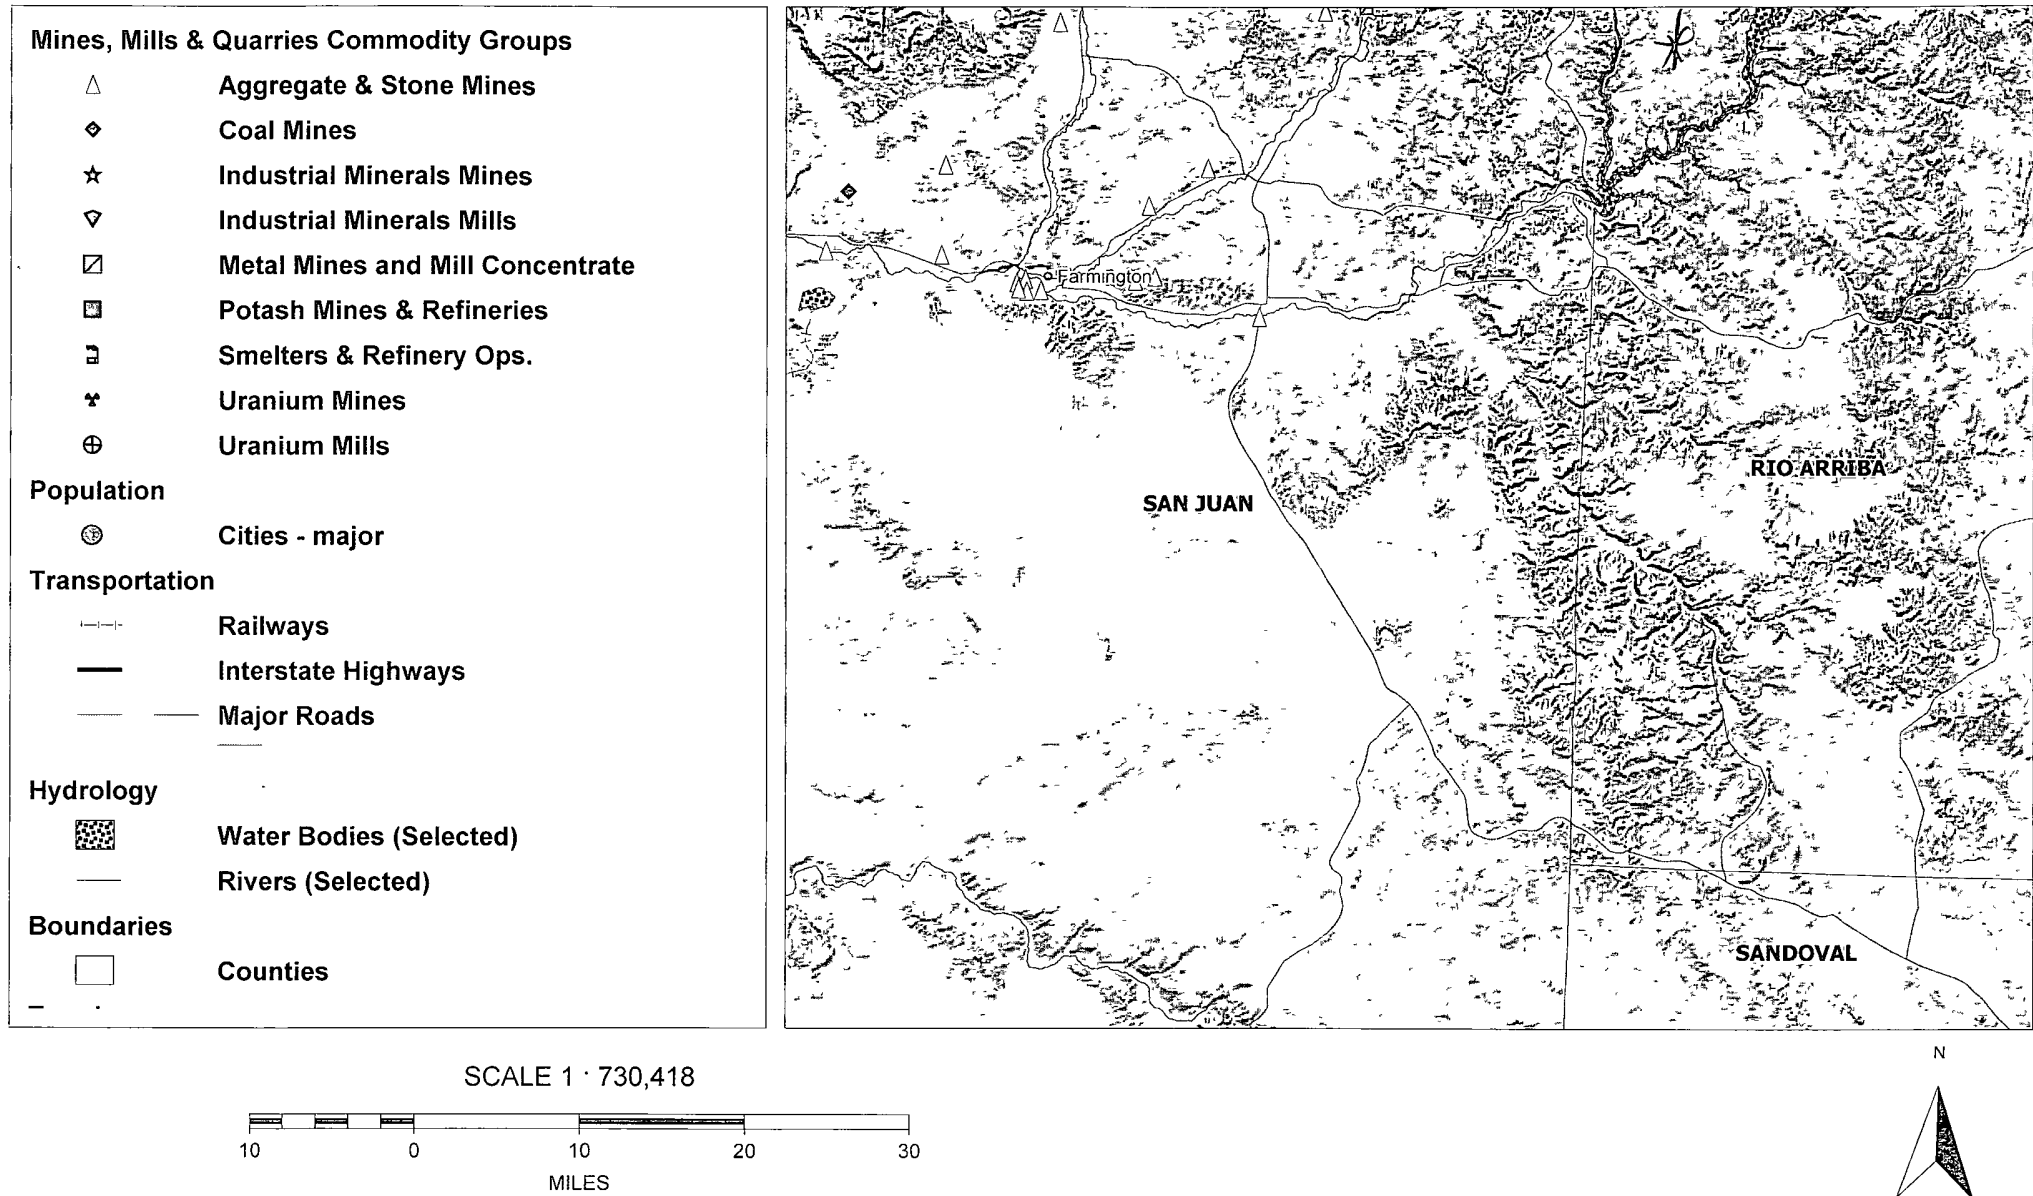 Mines, Mills & Quarries Commodity Groups
Aggregate & Stone Mines
Coal Mines
Industrial Minerals Mines
Industrial Minerals Mills
Metal Mines and Mill Concentrate
Potash Mines & Refineries
Smelters & Refinery Ops.
Uranium Mines
Uranium Mills
Population
Cities - major
Transportation
Railways
Interstate Highways
Major Roads
Hydrology
Water Bodies (Selected)
Rivers (Selected)
Boundaries
Counties
Farmington
RIO ARRIBA
SAN JUAN
SANDOVAL
SCALE 1 : 730,418
10 0 10 20 30
MILES
N